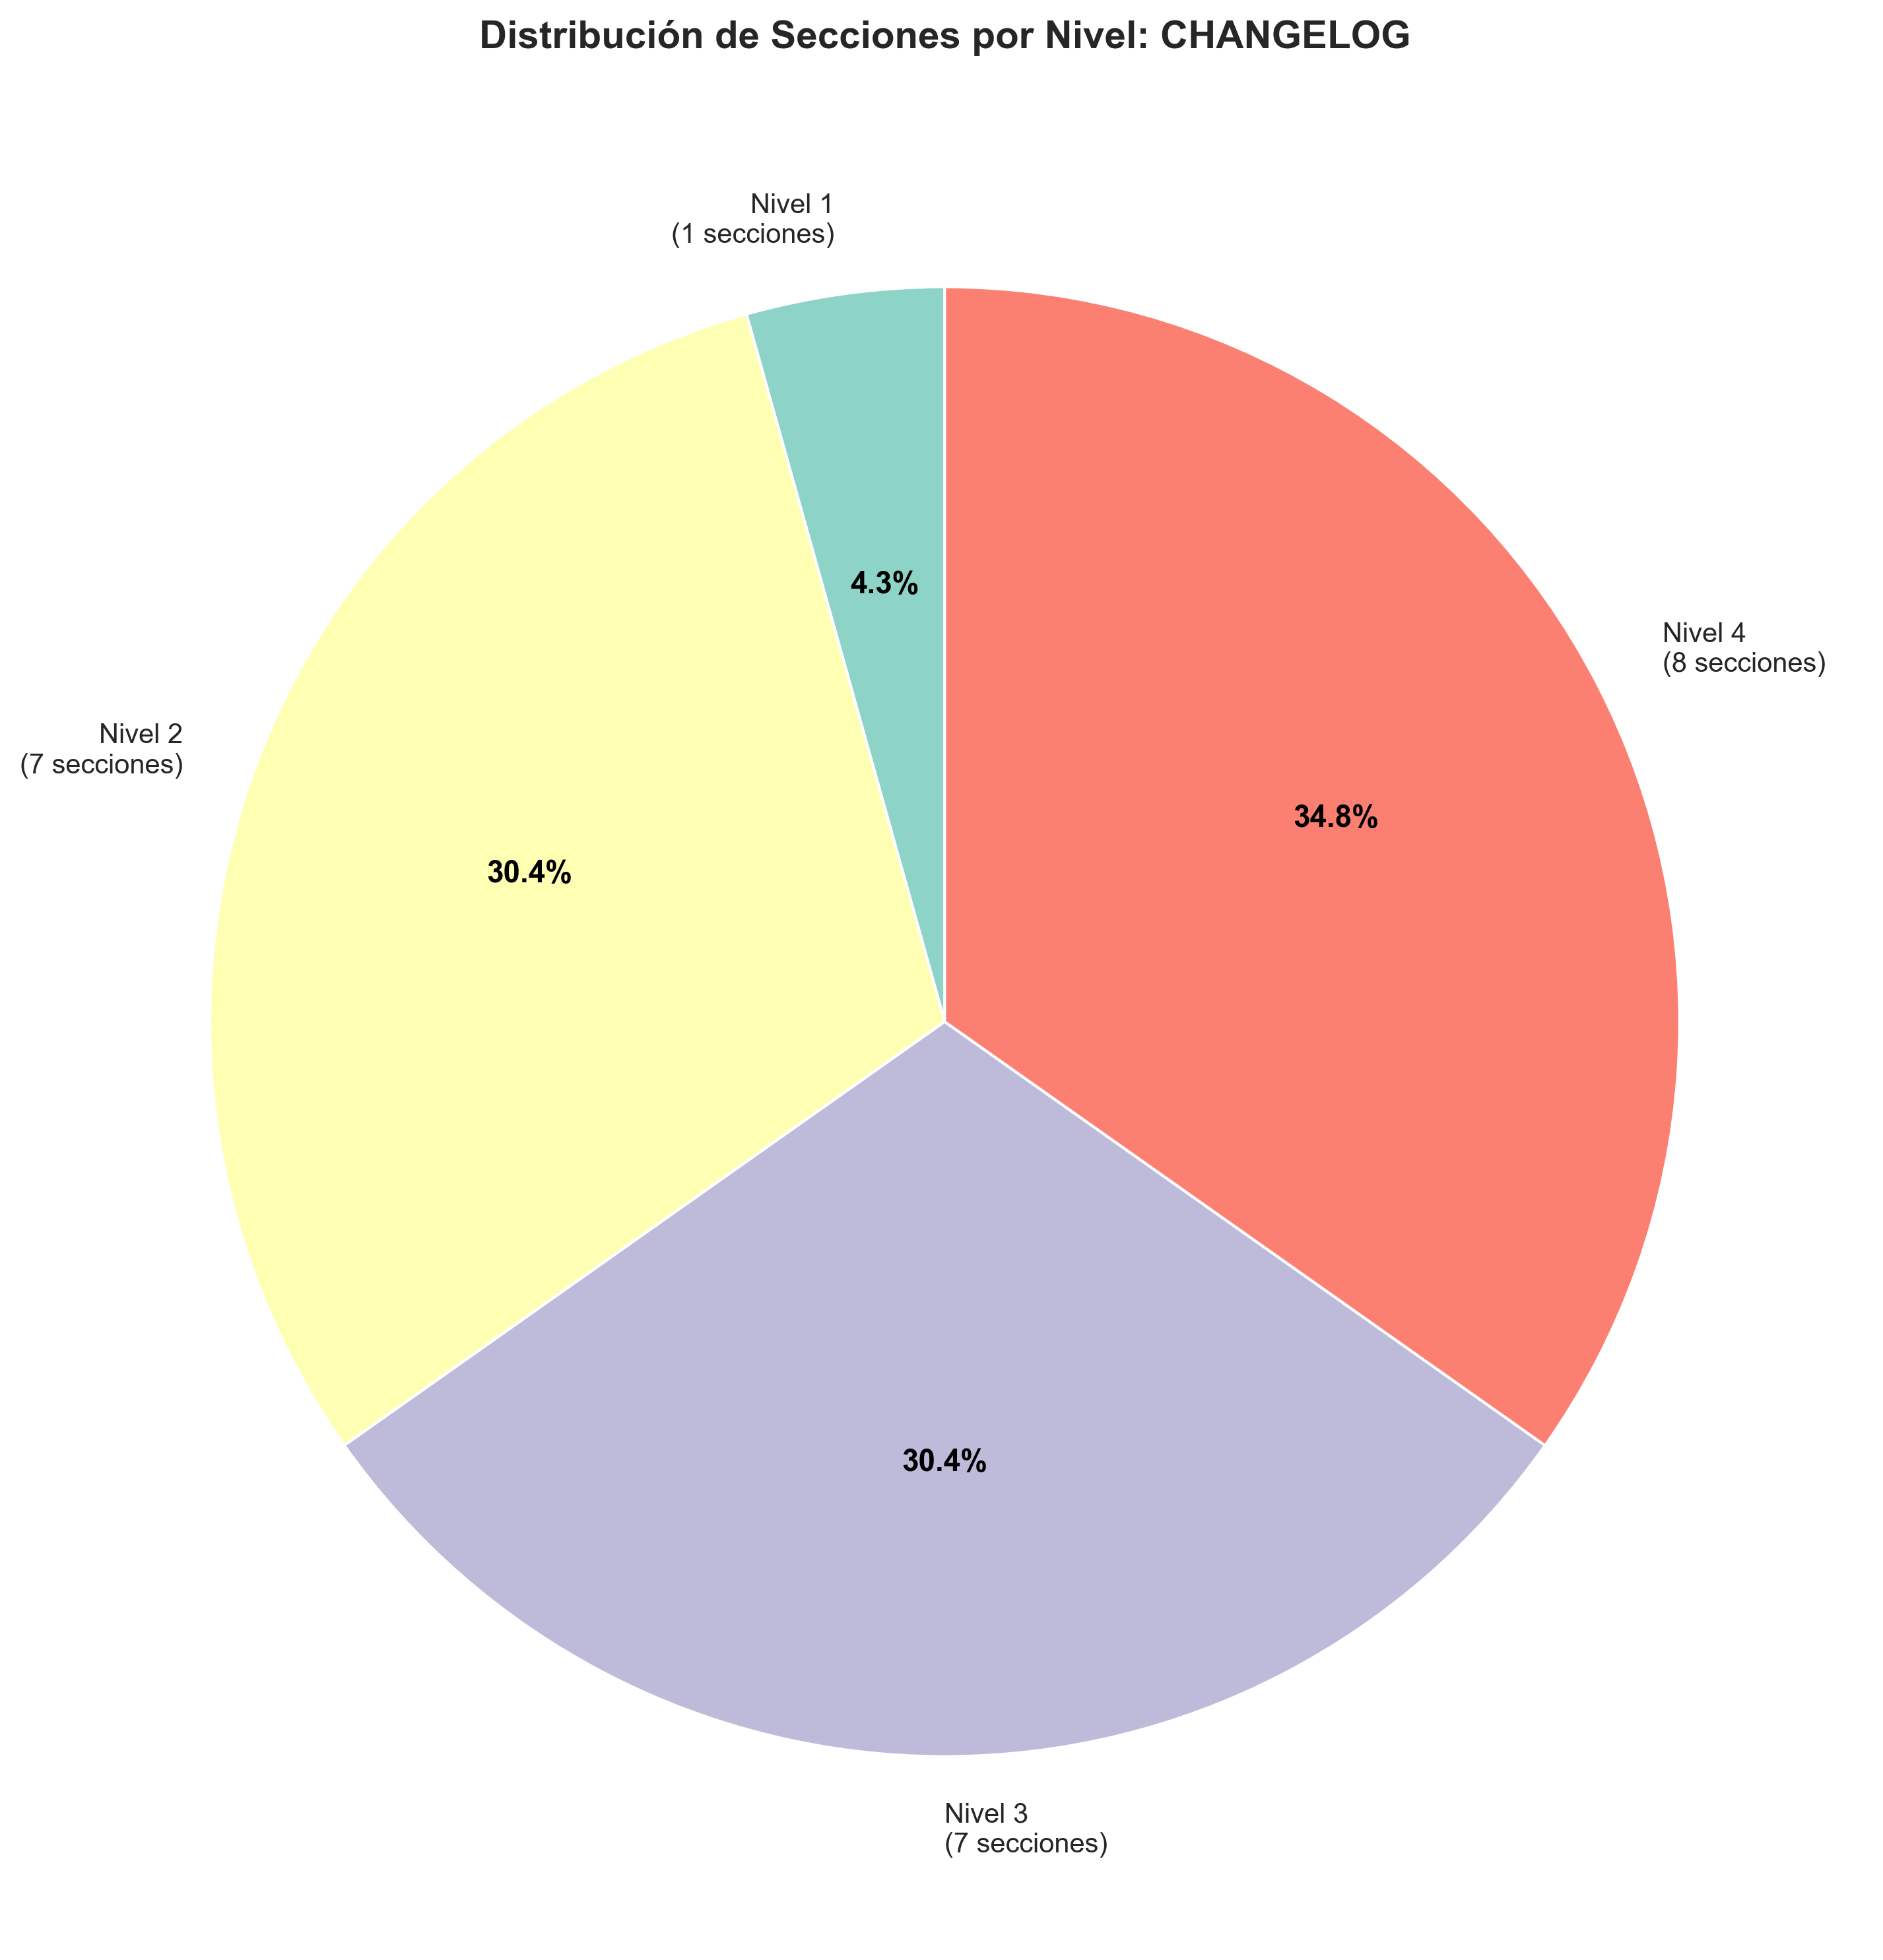 Distribución de Secciones por Nivel: CHANGELOG
Nivel 1
(1 secciones)
4.3%
Nivel 4
(8 secciones)
34.8%
Nivel 2
(7 secciones)
30.4%
30.4%
Nivel 3
(7 secciones)